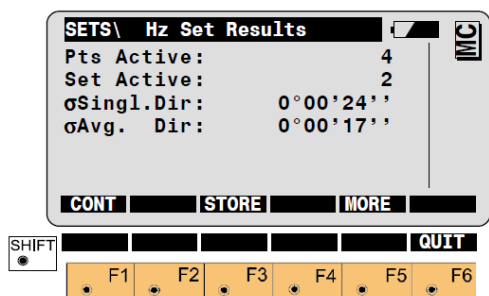 SETS\ Hz Set Results
MC
Pts Active: 4
Set Active: 2
σSingl.Dir: 0°00'24''
σAvg. Dir: 0°00'17''
CONT STORE MORE
SHIFT QUIT
F1 F2 F3 F4 F5 F6